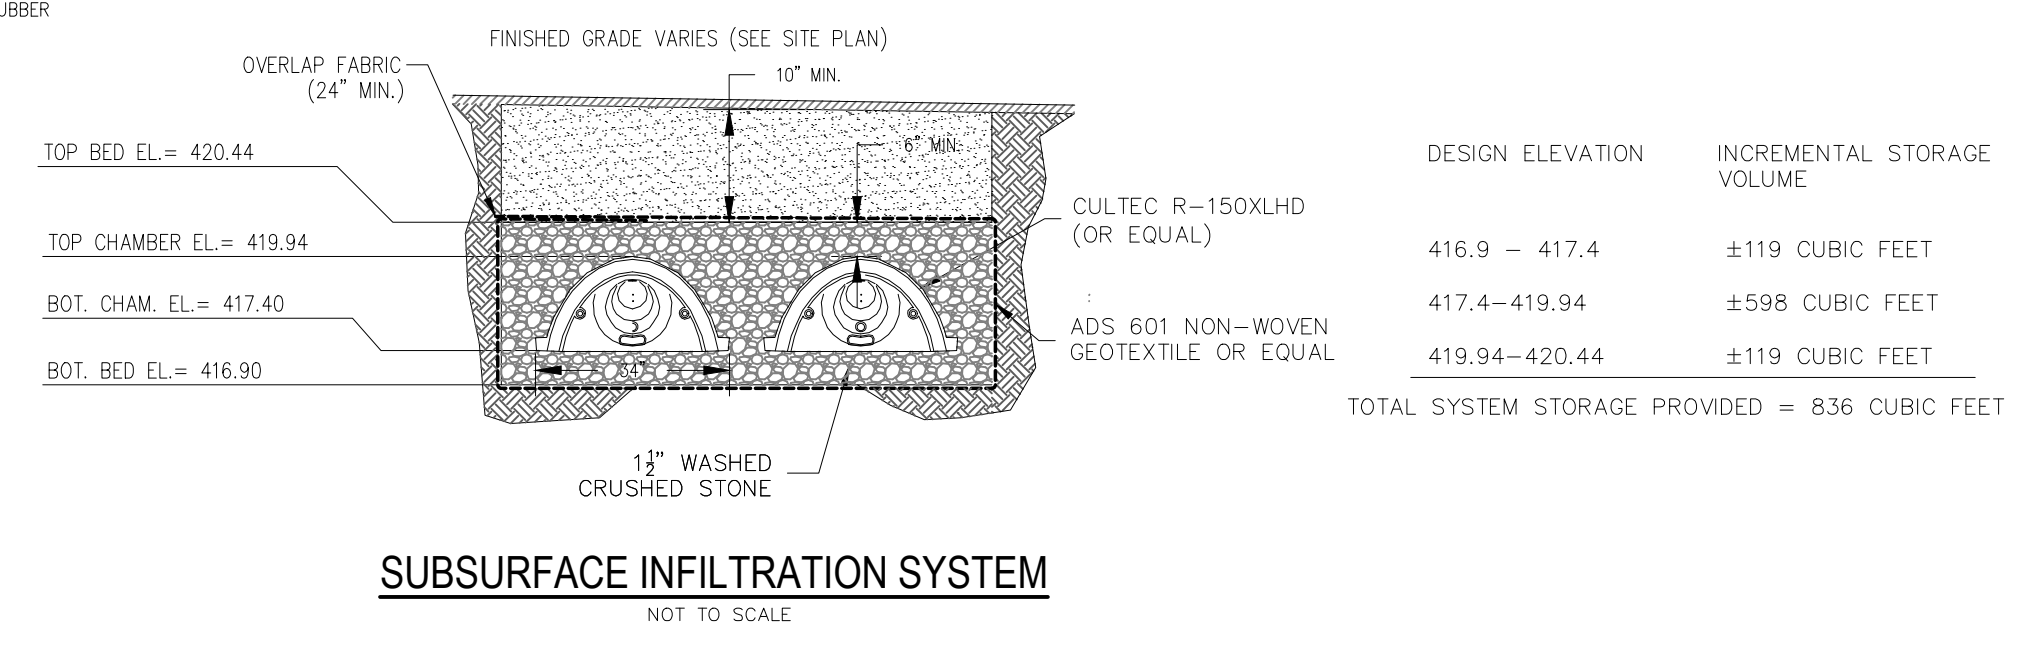 UBBER
FINISHED GRADE VARIES (SEE SITE PLAN)
10" MIN.
OVERLAP FABRIC
(24" MIN.)
TOP BED EL.= 420.44
6" MIN.
TOP CHAMBER EL.= 419.94
BOT. CHAM. EL.= 417.40
BOT. BED EL.= 416.90
34"
CULTEC R-150XLHD
(OR EQUAL)
ADS 601 NON-WOVEN
GEOTEXTILE OR EQUAL
1 1/2" WASHED
CRUSHED STONE
DESIGN ELEVATION INCREMENTAL STORAGE
VOLUME
416.9 - 417.4 ±119 CUBIC FEET
417.4-419.94 ±598 CUBIC FEET
419.94-420.44 ±119 CUBIC FEET
TOTAL SYSTEM STORAGE PROVIDED = 836 CUBIC FEET
SUBSURFACE INFILTRATION SYSTEM
NOT TO SCALE